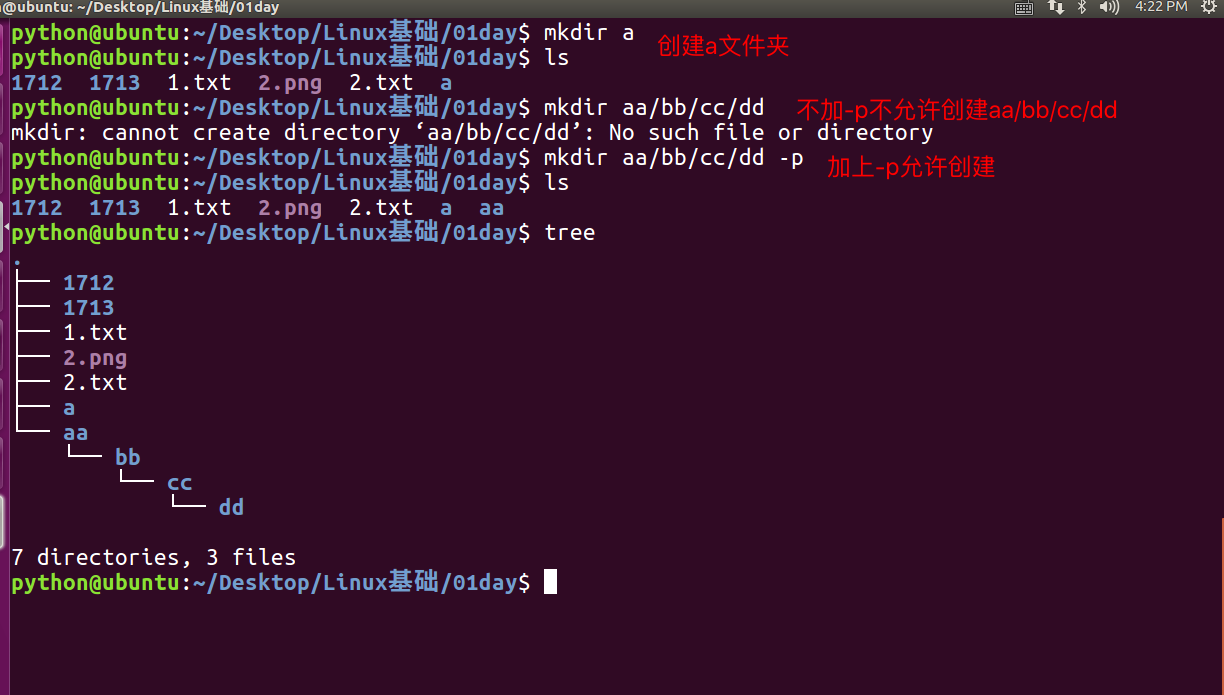 @ubuntu: ~/Desktop/Linux基础/01day
4:22 PM
python@ubuntu:~/Desktop/Linux基础/01day$ mkdir a 创建a文件夹
python@ubuntu:~/Desktop/Linux基础/01day$ ls
1712 1713 1.txt 2.png 2.txt a
python@ubuntu:~/Desktop/Linux基础/01day$ mkdir aa/bb/cc/dd 不加-p不允许创建aa/bb/cc/dd
mkdir: cannot create directory ‘aa/bb/cc/dd’: No such file or directory
python@ubuntu:~/Desktop/Linux基础/01day$ mkdir aa/bb/cc/dd -p 加上-p允许创建
python@ubuntu:~/Desktop/Linux基础/01day$ ls
1712 1713 1.txt 2.png 2.txt a aa
python@ubuntu:~/Desktop/Linux基础/01day$ tree
.
├── 1712
├── 1713
├── 1.txt
├── 2.png
├── 2.txt
├── a
└── aa
└── bb
└── cc
└── dd
7 directories, 3 files
python@ubuntu:~/Desktop/Linux基础/01day$